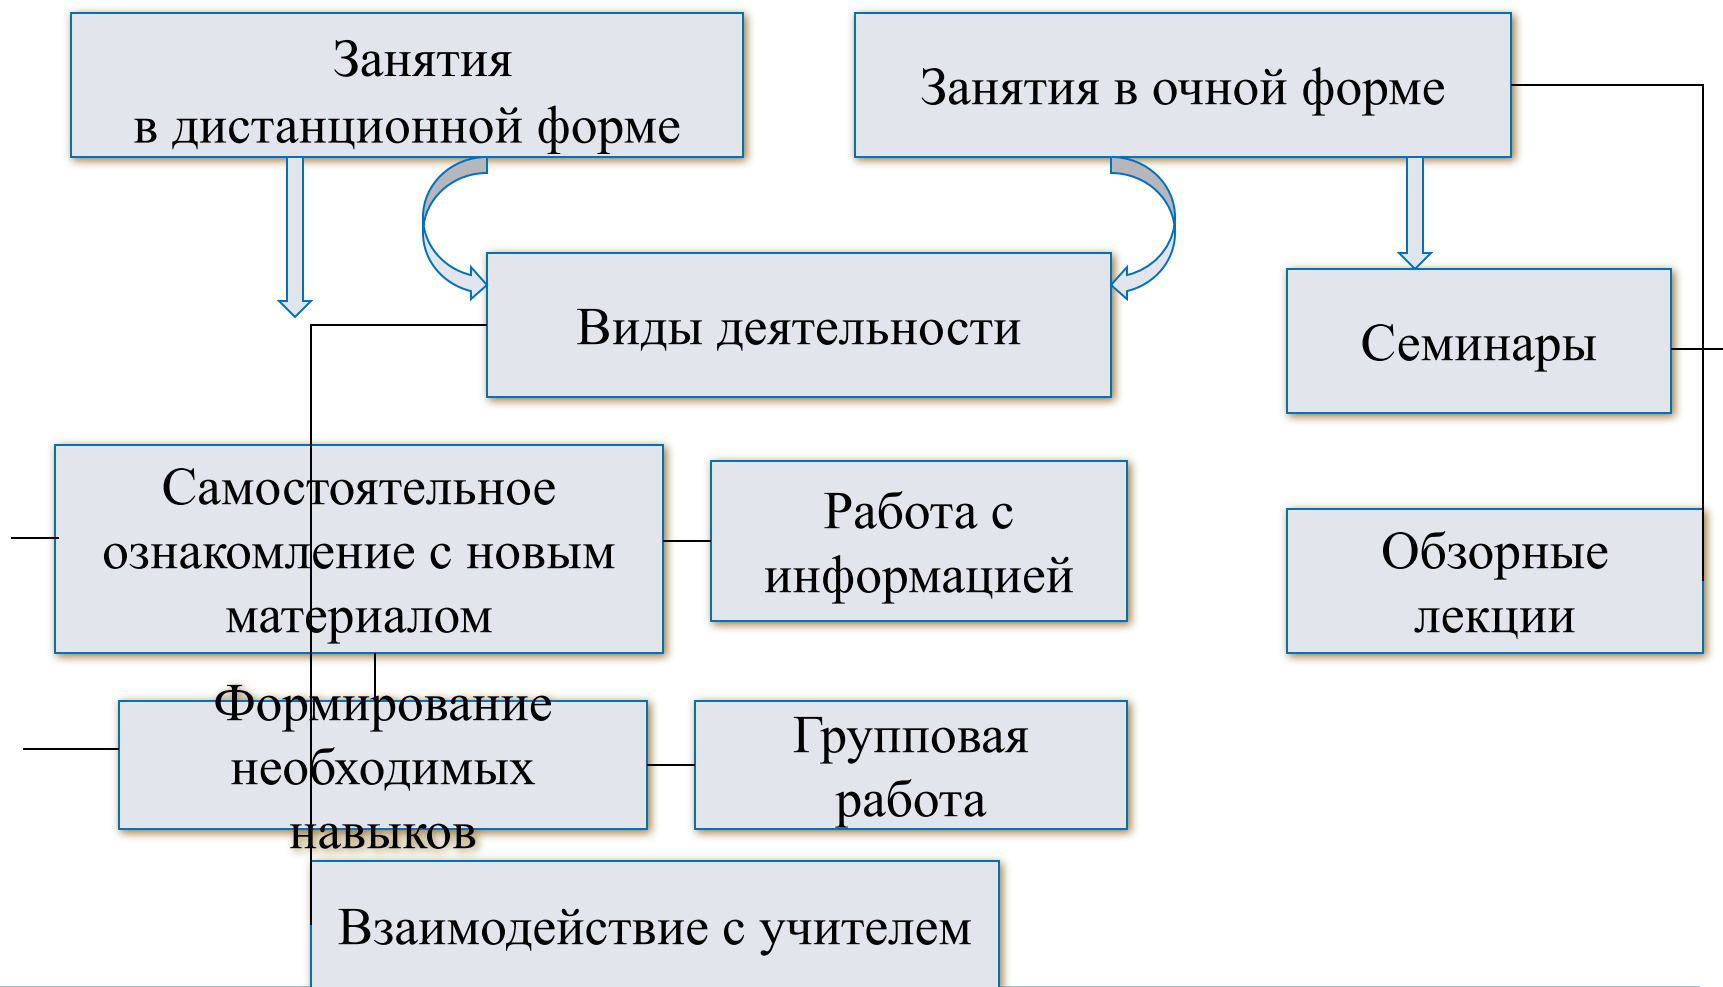 Занятия
в дистанционной форме
Занятия в очной форме
Виды деятельности
Семинары
Самостоятельное
ознакомление с новым
материалом
Работа с
информацией
Обзорные
лекции
Формирование
необходимых
навыков
Групповая
работа
Взаимодействие с учителем